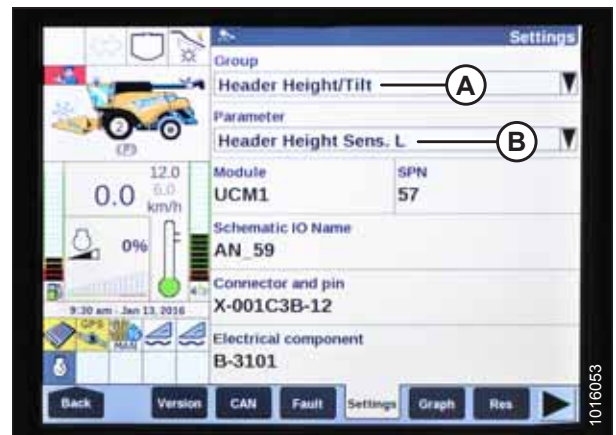 Settings
Group
Header Height/Tilt
A
Parameter
Header Height Sens. L
B
Module
SPN
UCM1
57
Schematic IO Name
AN_59
Connector and pin
X-001C3B-12
Electrical component
B-3101
2
(P)
0.0
12.0
6.0
km/h
0%
9:30 am - Jan 13, 2016
GPS
MAN
Back
Version
CAN
Fault
Settings
Graph
Res
1016053